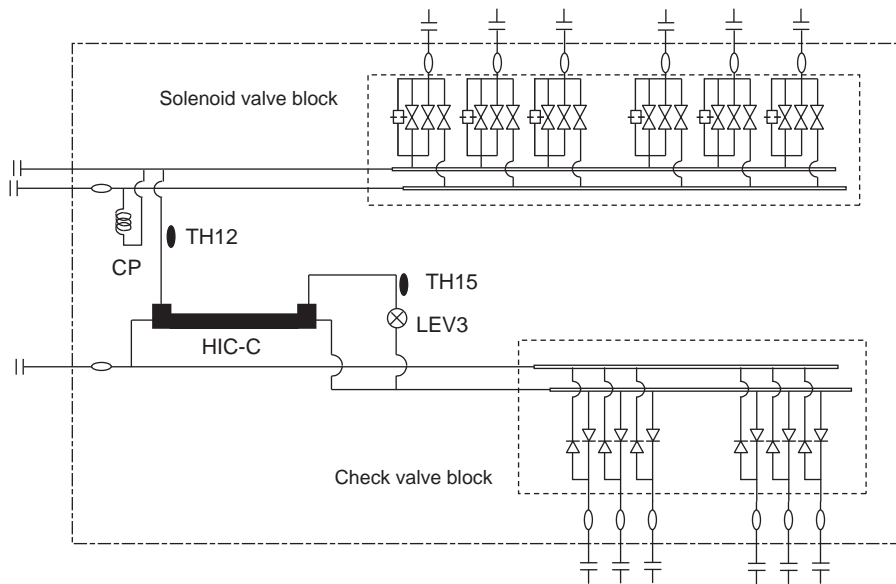 Solenoid valve block
TH12
CP
TH15
LEV3
HIC-C
Check valve block